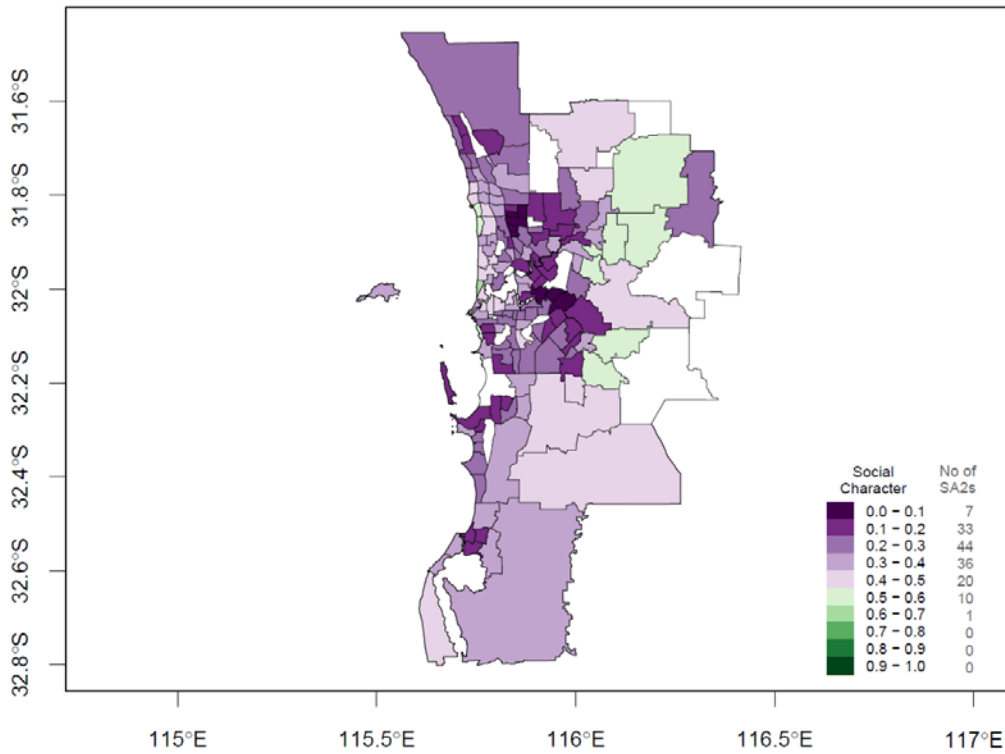 31.6°S
31.8°S
32°S
32.2°S
32.4°S
32.6°S
32.8°S
Social Character No of SA2s
0.0 – 0.1 7
0.1 – 0.2 33
0.2 – 0.3 44
0.3 – 0.4 36
0.4 – 0.5 20
0.5 – 0.6 10
0.6 – 0.7 1
0.7 – 0.8 0
0.8 – 0.9 0
0.9 – 1.0 0
115°E 115.5°E 116°E 116.5°E 117°E